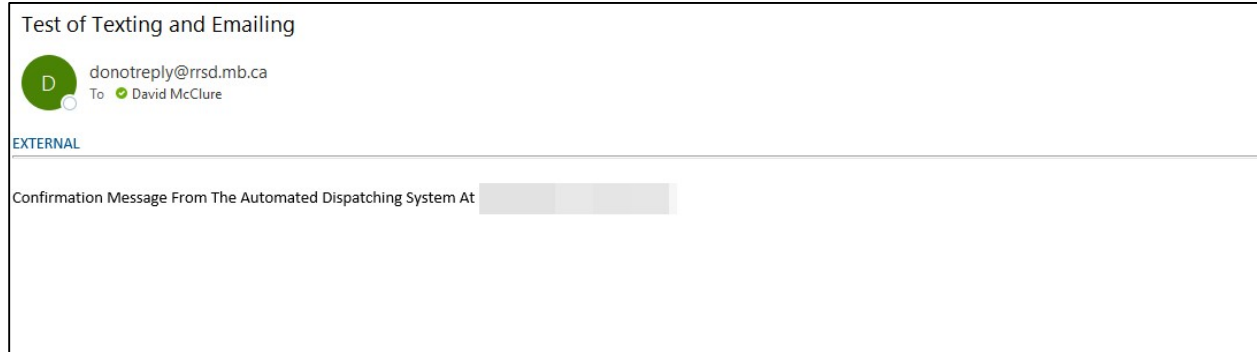 Test of Texting and Emailing
D
donotreply@rrsd.mb.ca
To David McClure
EXTERNAL
Confirmation Message From The Automated Dispatching System At